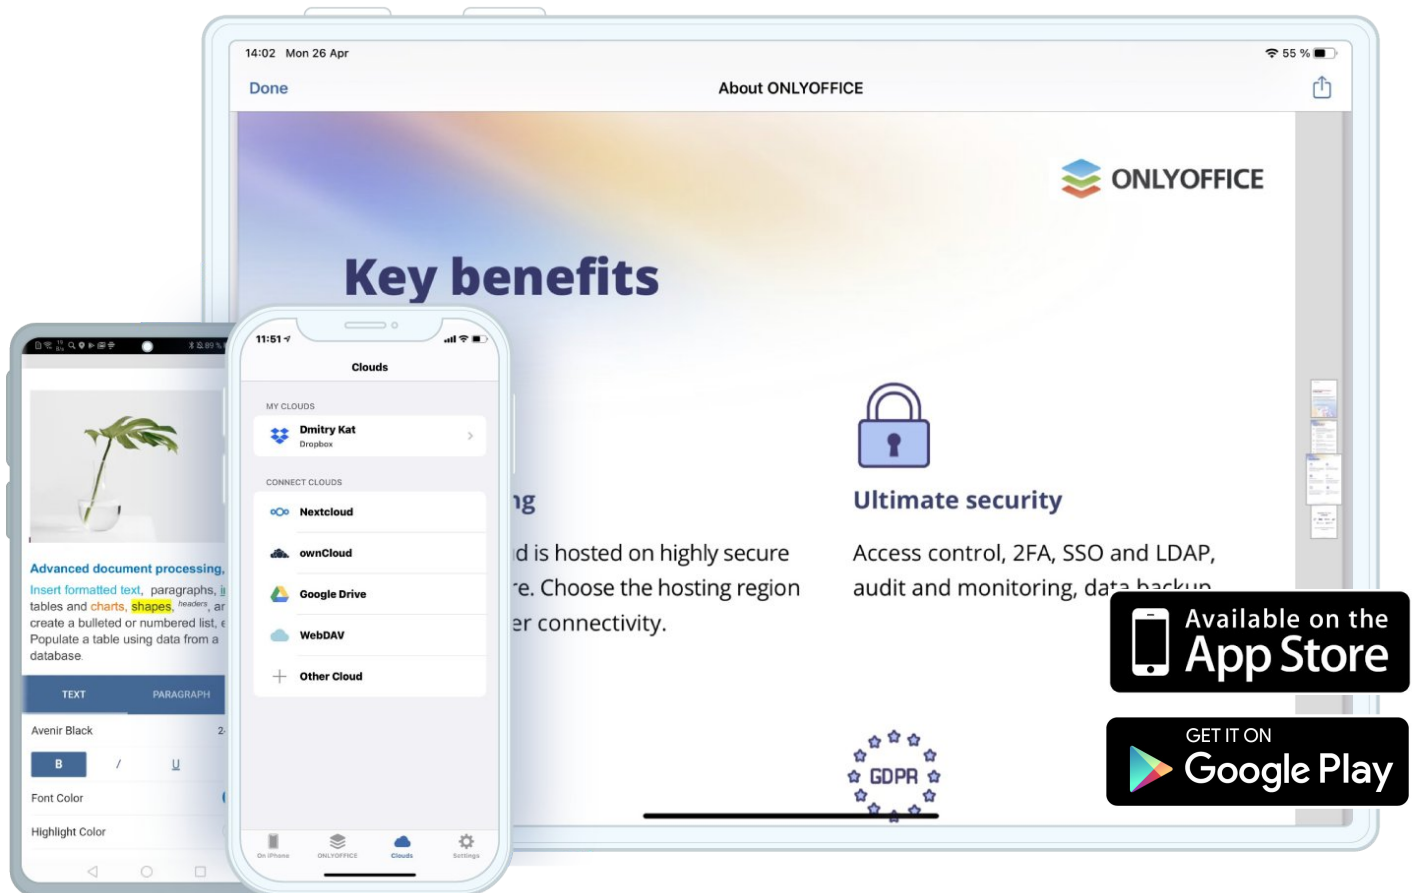 14:02 Mon 26 Apr
55 %
Done
About ONLYOFFICE
ONLYOFFICE
Key benefits
Ultimate security
d is hosted on highly secure
re. Choose the hosting region
er connectivity.
Access control, 2FA, SSO and LDAP,
audit and monitoring, data backup
GDPR
89 %
Advanced document processing,
Insert formatted text, paragraphs,
tables and charts, shapes, headers, ar
create a bulleted or numbered list, e
Populate a table using data from a
database.
TEXT
PARAGRAPH
Avenir Black
B
I
U
Font Color
Highlight Color
11:51
Clouds
MY CLOUDS
Dmitry Kat
Dropbox
CONNECT CLOUDS
Nextcloud
ownCloud
Google Drive
WebDAV
Other Cloud
On iPhone
ONLYOFFICE
Clouds
Settings
Available on the
App Store
GET IT ON
Google Play